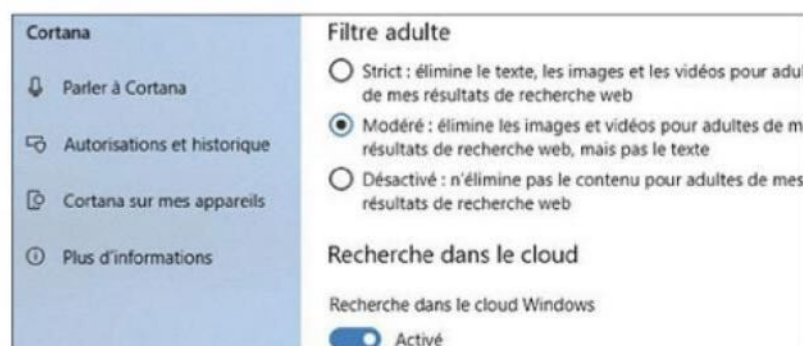 Cortana
Parler à Cortana
Autorisations et historique
Cortana sur mes appareils
Plus d'informations
Filtre adulte
Strict : élimine le texte, les images et les vidéos pour adul
de mes résultats de recherche web
Modéré : élimine les images et vidéos pour adultes de m
résultats de recherche web, mais pas le texte
Désactivé : n'élimine pas le contenu pour adultes de mes
résultats de recherche web
Recherche dans le cloud
Recherche dans le cloud Windows
Activé